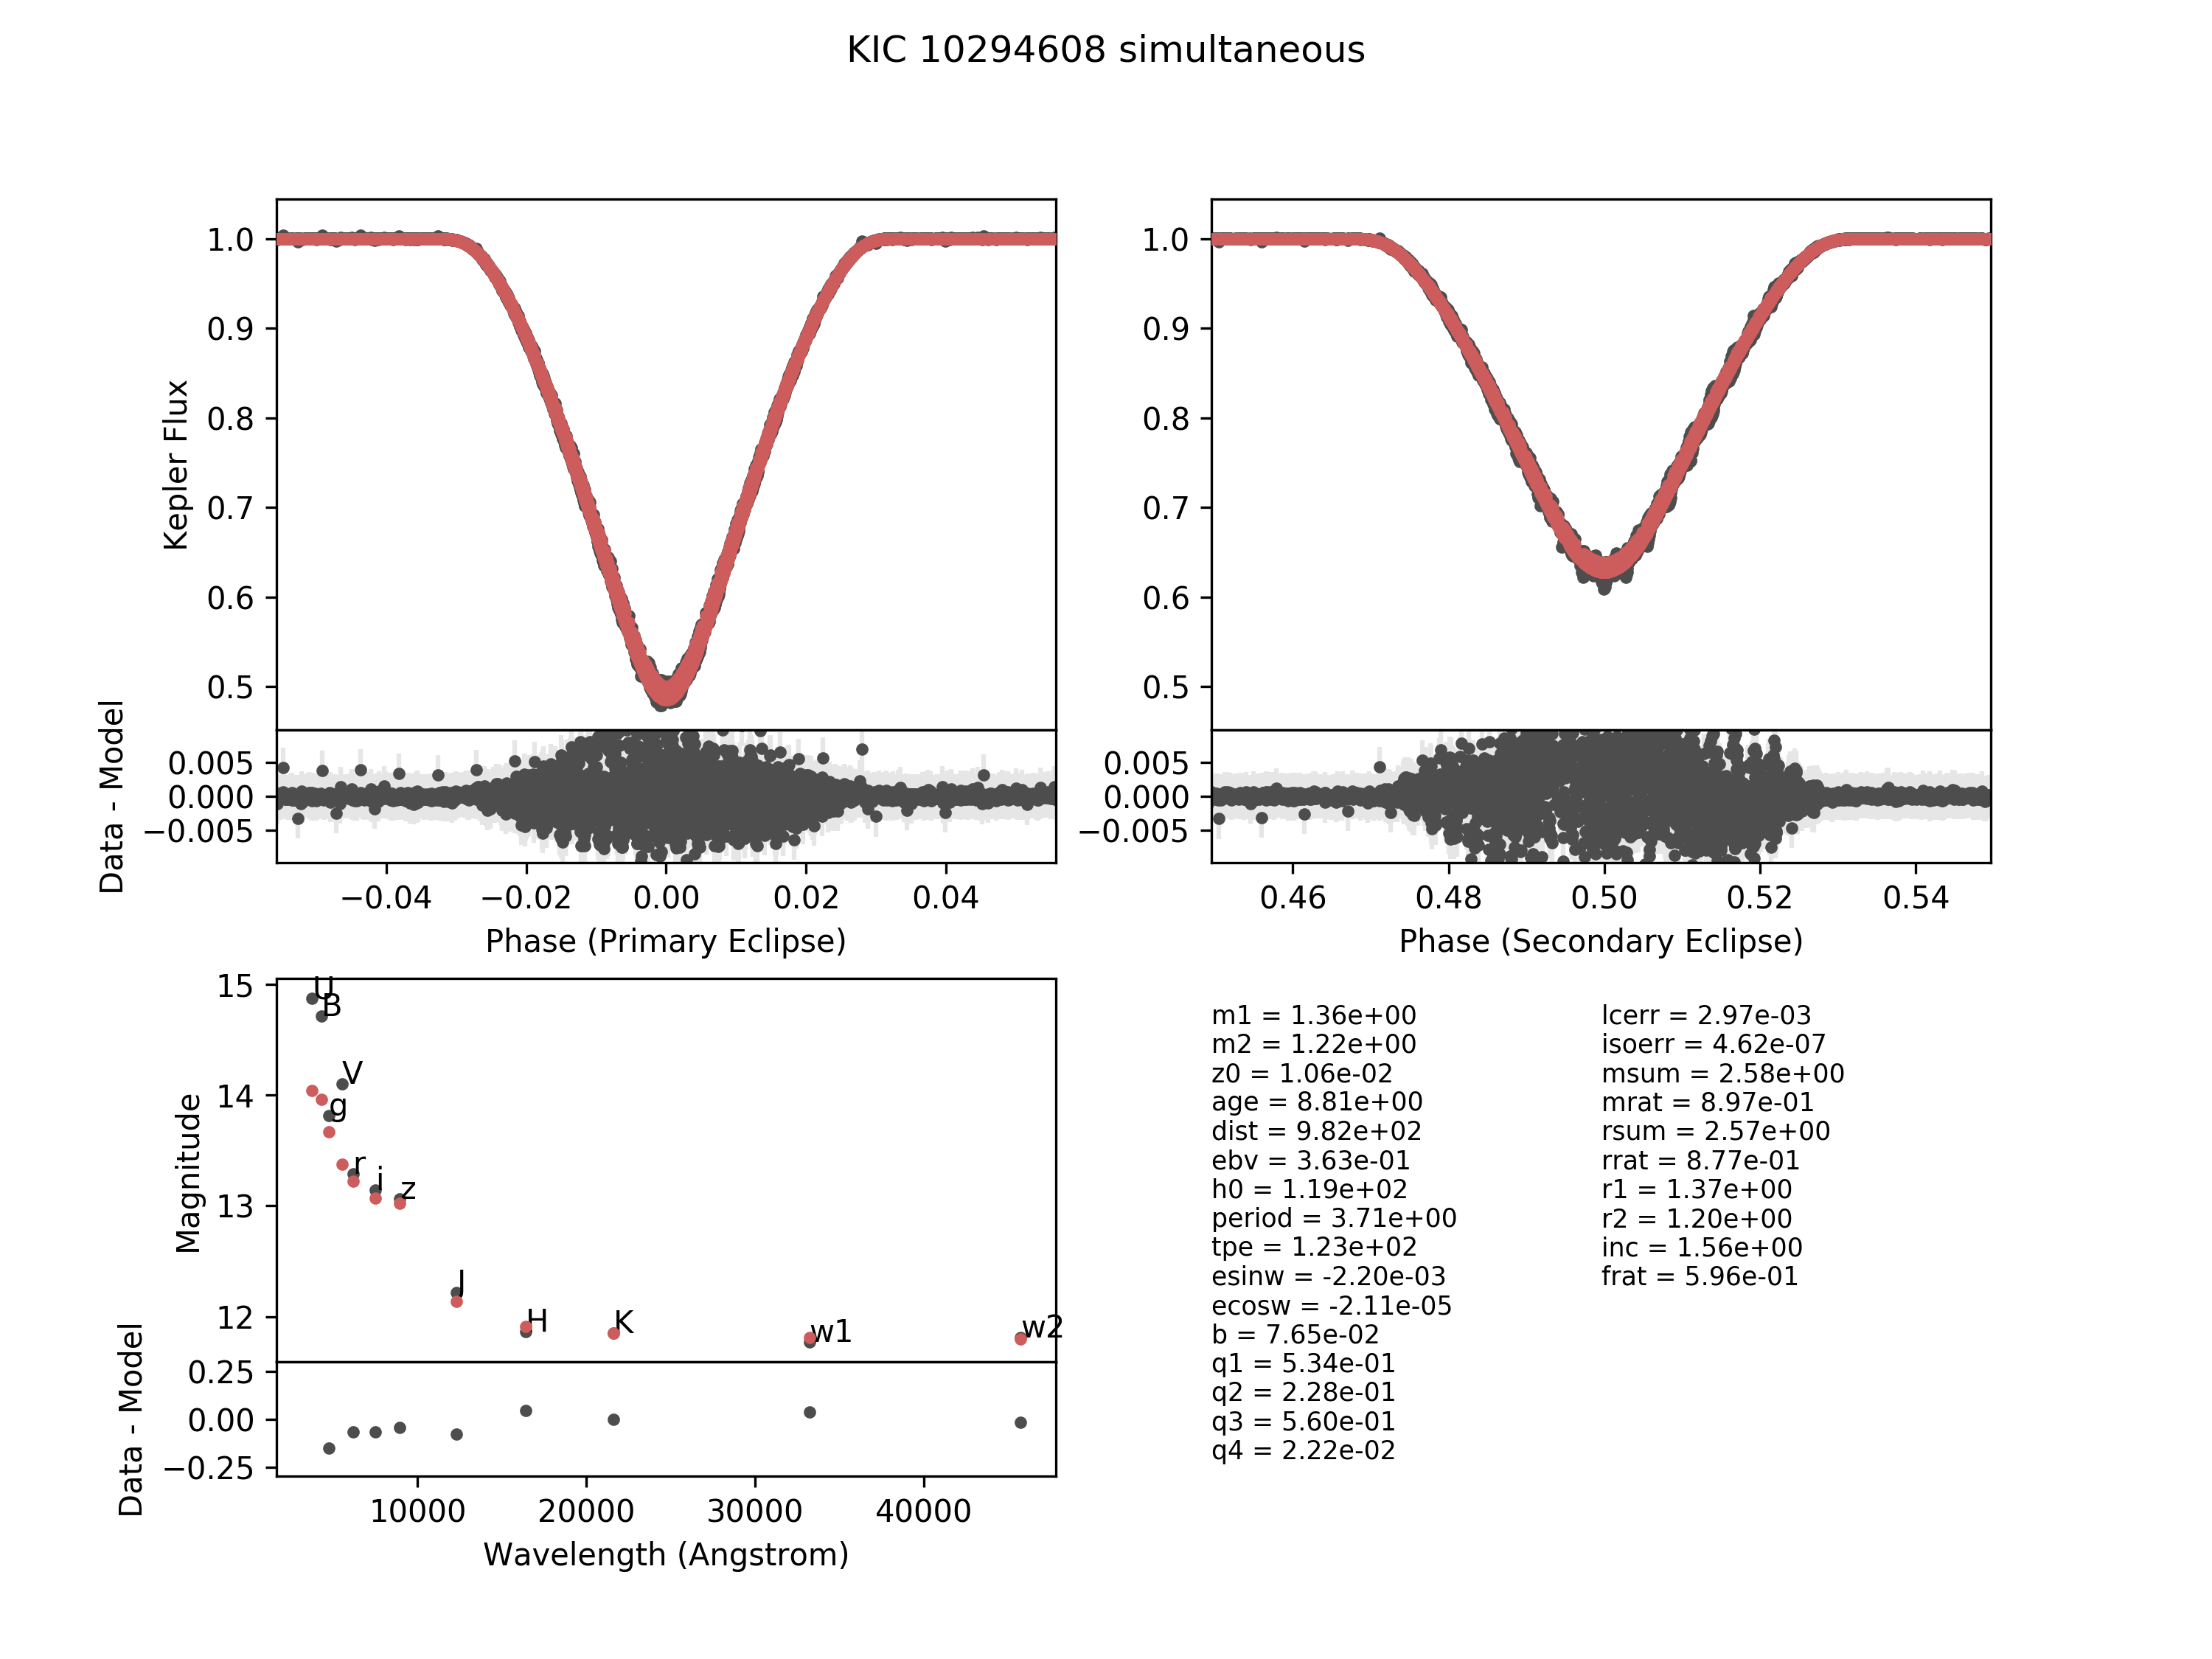 KIC 10294608 simultaneous
1.0
0.9
0.8
0.7
0.6
0.5
Kepler Flux
1.0
0.9
0.8
0.7
0.6
0.5
0.005
0.000
−0.005
Data - Model
0.005
0.000
−0.005
−0.04 −0.02 0.00 0.02 0.04
Phase (Primary Eclipse)
0.46 0.48 0.50 0.52 0.54
Phase (Secondary Eclipse)
15
14
13
12
Magnitude
U
B
V
g
r
i
z
J
H
K
w1
w2
0.25
0.00
−0.25
Data - Model
10000 20000 30000 40000
Wavelength (Angstrom)
m1 = 1.36e+00
m2 = 1.22e+00
z0 = 1.06e-02
age = 8.81e+00
dist = 9.82e+02
ebv = 3.63e-01
h0 = 1.19e+02
period = 3.71e+00
tpe = 1.23e+02
esinw = -2.20e-03
ecosw = -2.11e-05
b = 7.65e-02
q1 = 5.34e-01
q2 = 2.28e-01
q3 = 5.60e-01
q4 = 2.22e-02
lcerr = 2.97e-03
isoerr = 4.62e-07
msum = 2.58e+00
mrat = 8.97e-01
rsum = 2.57e+00
rrat = 8.77e-01
r1 = 1.37e+00
r2 = 1.20e+00
inc = 1.56e+00
frat = 5.96e-01